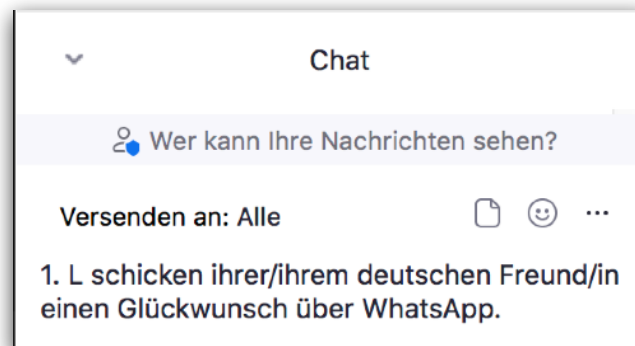 Chat
Wer kann Ihre Nachrichten sehen?
Versenden an: Alle
1. L schicken ihrer/ihrem deutschen Freund/in
einen Glückwunsch über WhatsApp.